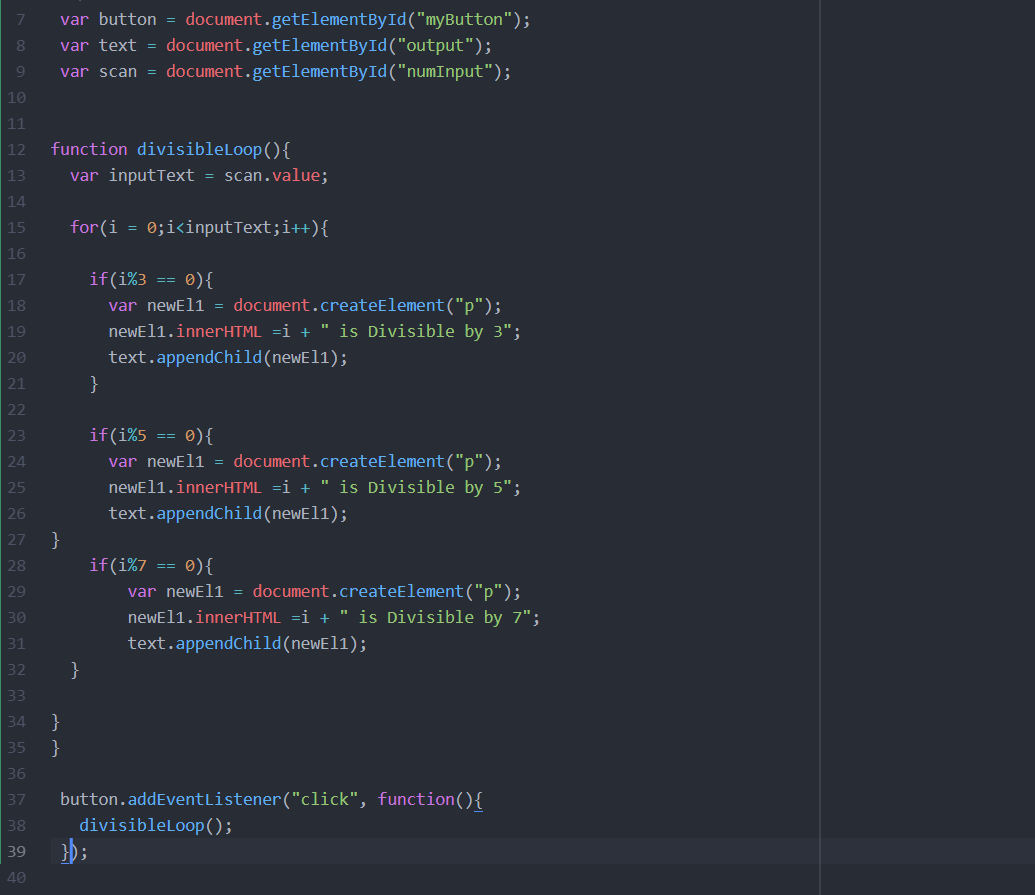 7 var button = document.getElementById("myButton");
8 var text = document.getElementById("output");
9 var scan = document.getElementById("numInput");
10
11
12 function divisibleLoop(){
13 var inputText = scan.value;
14
15 for(i = 0;i<inputText;i++){
16
17 if(i%3 == 0){
18 var newEl1 = document.createElement("p");
19 newEl1.innerHTML =i + " is Divisible by 3";
20 text.appendChild(newEl1);
21 }
22
23 if(i%5 == 0){
24 var newEl1 = document.createElement("p");
25 newEl1.innerHTML =i + " is Divisible by 5";
26 text.appendChild(newEl1);
27 }
28 if(i%7 == 0){
29 var newEl1 = document.createElement("p");
30 newEl1.innerHTML =i + " is Divisible by 7";
31 text.appendChild(newEl1);
32 }
33
34 }
35 }
36
37 button.addEventListener("click", function(){
38 divisibleLoop();
39 });
40